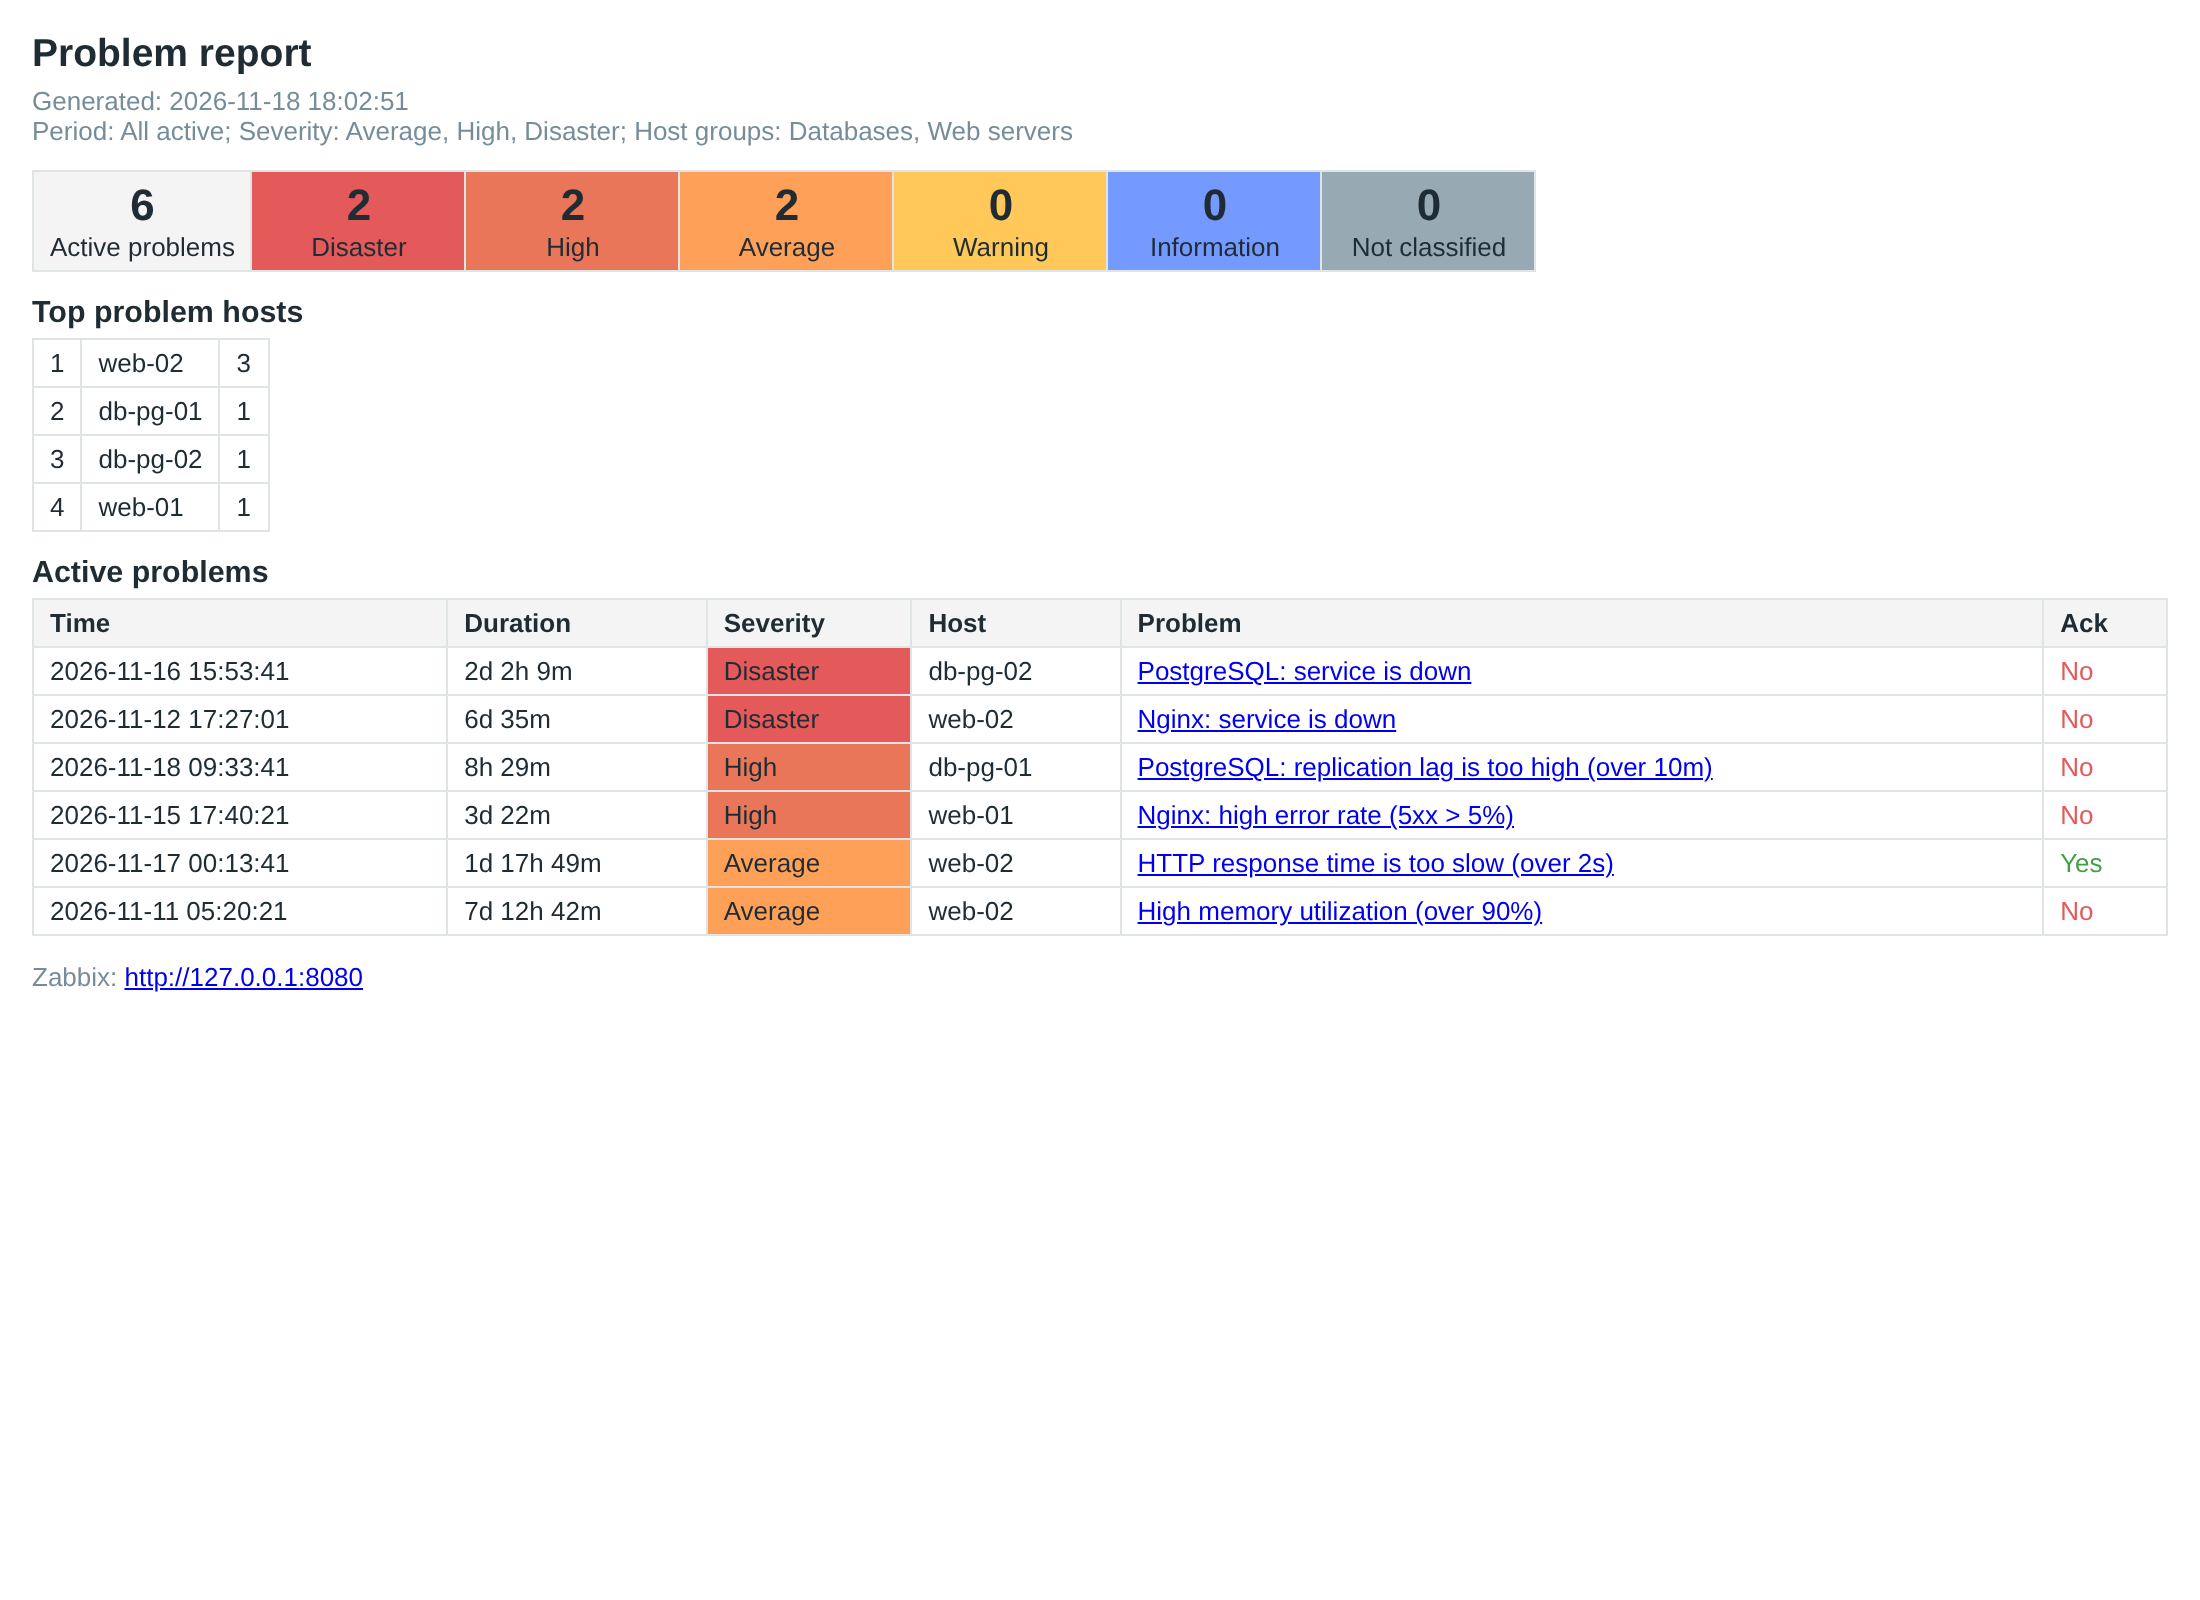 Problem report
Generated: 2026-11-18 18:02:51
Period: All active; Severity: Average, High, Disaster; Host groups: Databases, Web servers
6 2 2 2 0 0 0
Active problems Disaster High Average Warning Information Not classified
Top problem hosts
1 web-02 3
2 db-pg-01 1
3 db-pg-02 1
4 web-01 1
Active problems
Time Duration Severity Host Problem Ack
2026-11-16 15:53:41 2d 2h 9m Disaster db-pg-02 PostgreSQL: service is down No
2026-11-12 17:27:01 6d 35m Disaster web-02 Nginx: service is down No
2026-11-18 09:33:41 8h 29m High db-pg-01 PostgreSQL: replication lag is too high (over 10m) No
2026-11-15 17:40:21 3d 22m High web-01 Nginx: high error rate (5xx > 5%) No
2026-11-17 00:13:41 1d 17h 49m Average web-02 HTTP response time is too slow (over 2s) Yes
2026-11-11 05:20:21 7d 12h 42m Average web-02 High memory utilization (over 90%) No
Zabbix: http://127.0.0.1:8080